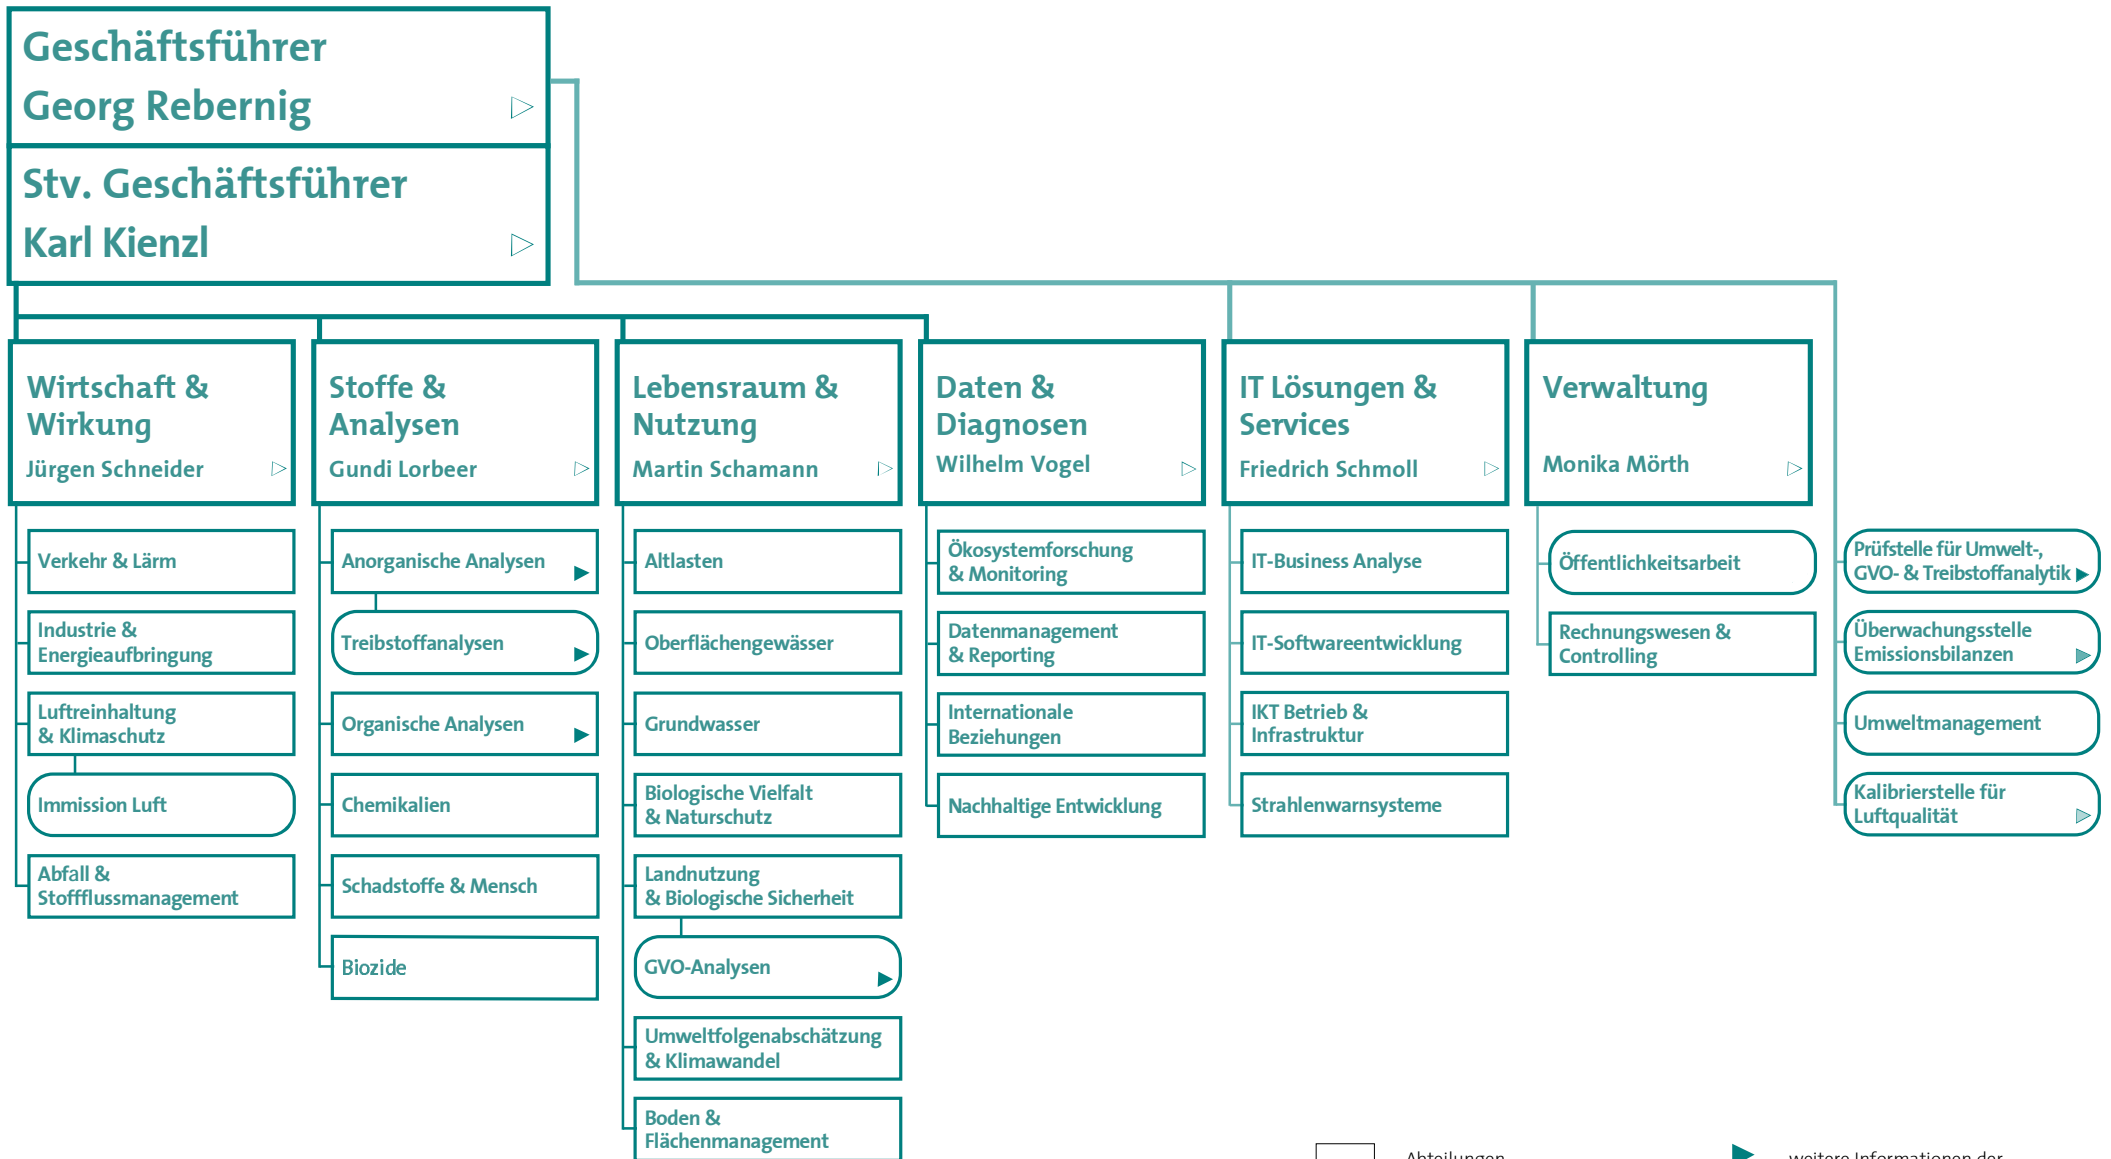 Geschäftsführer
Georg Rebernig
Stv. Geschäftsführer
Karl Kienzl
Wirtschaft &
Wirkung
Jürgen Schneider
Verkehr & Lärm
Industrie &
Energieaufbringung
Luftreinhaltung
& Klimaschutz
Immission Luft
Abfall &
Stoffflussmanagement
Stoffe &
Analysen
Gundi Lorbeer
Anorganische Analysen
Treibstoffanalysen
Organische Analysen
Chemikalien
Schadstoffe & Mensch
Biozide
Lebensraum &
Nutzung
Martin Schamann
Altlasten
Oberflächengewässer
Grundwasser
Biologische Vielfalt
& Naturschutz
Landnutzung
& Biologische Sicherheit
GVO-Analysen
Umweltfolgenabschätzung
& Klimawandel
Boden &
Flächenmanagement
Daten &
Diagnosen
Wilhelm Vogel
Ökosystemforschung
& Monitoring
Datenmanagement
& Reporting
Internationale
Beziehungen
Nachhaltige Entwicklung
IT Lösungen &
Services
Friedrich Schmoll
IT-Business Analyse
IT-Softwareentwicklung
IKT Betrieb &
Infrastruktur
Strahlenwarnsysteme
Verwaltung
Monika Mörth
Öffentlichkeitsarbeit
Rechnungswesen &
Controlling
Prüfstelle für Umwelt-,
GVO- & Treibstoffanalytik
Überwachungsstelle
Emissionsbilanzen
Umweltmanagement
Kalibrierstelle für
Luftqualität
Abteilungen
weitere Informationen der